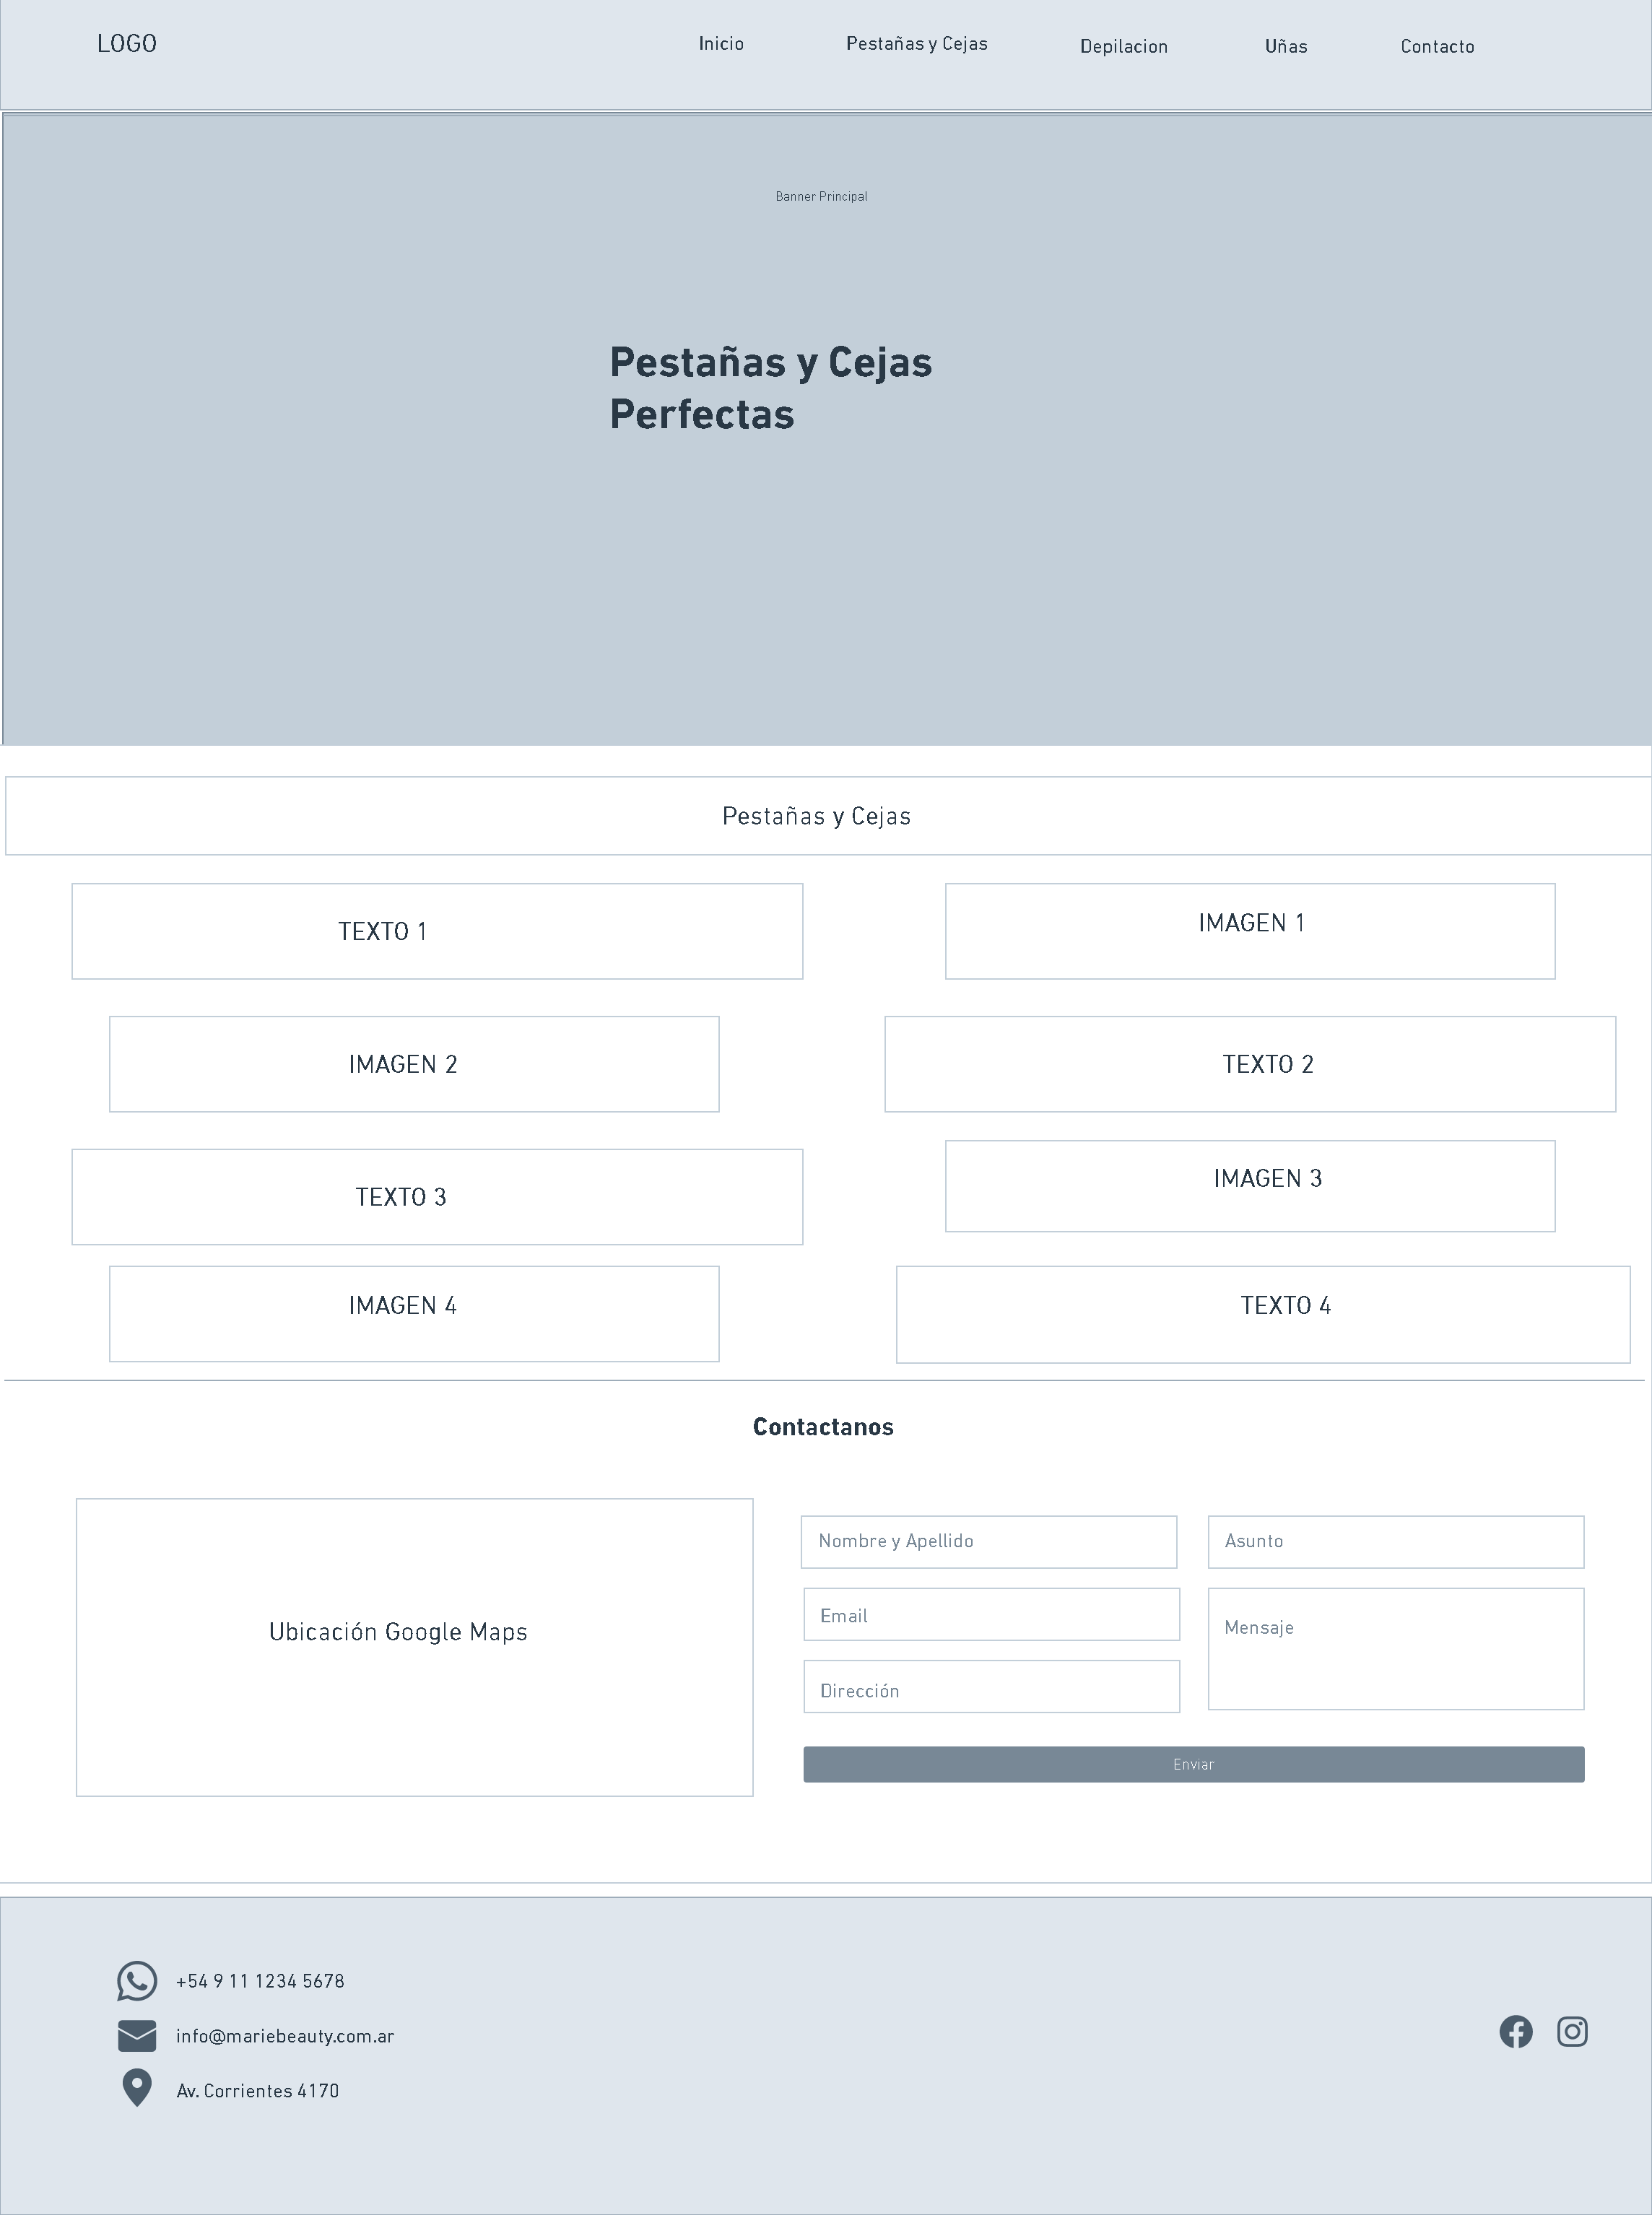 LOGO
Inicio
Pestañas y Cejas
Depilacion
Uñas
Contacto
Banner Principal
Pestañas y Cejas
Perfectas
Pestañas y Cejas
TEXTO 1
IMAGEN 1
IMAGEN 2
TEXTO 2
TEXTO 3
IMAGEN 3
IMAGEN 4
TEXTO 4
Contactanos
Ubicación Google Maps
Nombre y Apellido
Asunto
Email
Mensaje
Dirección
Enviar
+54 9 11 1234 5678
info@mariebeauty.com.ar
Av. Corrientes 4170